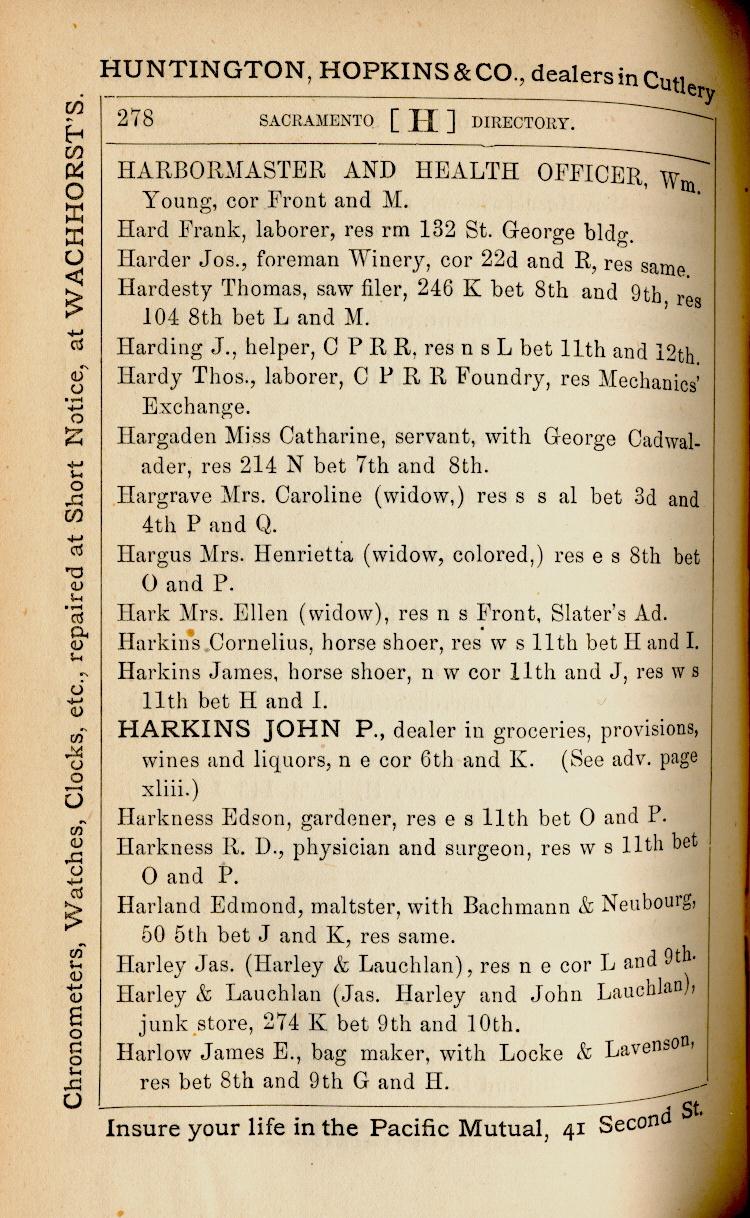 HUNTINGTON, HOPKINS & CO., dealers in Cutlery
278 SACRAMENTO [H] DIRECTORY.
HARBORMASTER AND HEALTH OFFICER, Wm.
Young, cor Front and M.
Hard Frank, laborer, res rm 132 St. George bldg.
Harder Jos., foreman Winery, cor 22d and R, res same.
Hardesty Thomas, saw filer, 246 K bet 8th and 9th, res
104 8th bet L and M.
Harding J., helper, C P R R, res n s L bet 11th and 12th.
Hardy Thos., laborer, C P R R Foundry, res Mechanics'
Exchange.
Hargaden Miss Catharine, servant, with George Cadwal-
ader, res 214 N bet 7th and 8th.
Hargrave Mrs. Caroline (widow,) res s s al bet 3d and
4th P and Q.
Hargus Mrs. Henrietta (widow, colored,) res e s 8th bet
O and P.
Hark Mrs. Ellen (widow), res n s Front, Slater's Ad.
Harkins Cornelius, horse shoer, res w s 11th bet H and I.
Harkins James, horse shoer, n w cor 11th and J, res w s
11th bet H and I.
HARKINS JOHN P., dealer in groceries, provisions,
wines and liquors, n e cor 6th and K. (See adv. page
xliii.)
Harkness Edson, gardener, res e s 11th bet O and P.
Harkness R. D., physician and surgeon, res w s 11th bet
O and P.
Harland Edmond, maltster, with Bachmann & Neubourg,
50 5th bet J and K, res same.
Harley Jas. (Harley & Lauchlan), res n e cor L and 9th.
Harley & Lauchlan (Jas. Harley and John Lauchlan),
junk store, 274 K bet 9th and 10th.
Harlow James E., bag maker, with Locke & Lavenson,
res bet 8th and 9th G and H.
Insure your life in the Pacific Mutual, 41 Second St.
Chronometers, Watches, Clocks, etc., repaired at Short Notice, at WACHHORST'S.